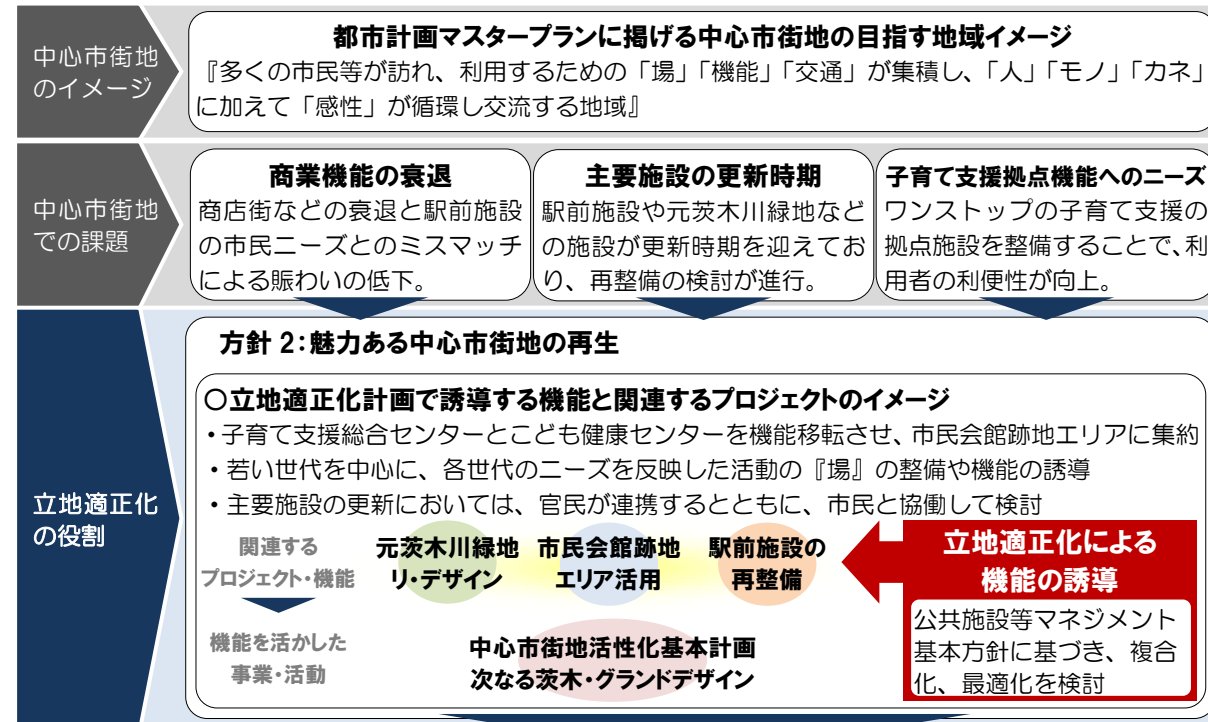 中心市街地
のイメージ
都市計画マスタープランに掲げる中心市街地の目指す地域イメージ
『多くの市民等が訪れ、利用するための「場」「機能」「交通」が集積し、「人」「モノ」「カネ」
に加えて「感性」が循環し交流する地域』
中心市街地
での課題
商業機能の衰退
商店街などの衰退と駅前施設
の市民ニーズとのミスマッチ
による賑わいの低下。
主要施設の更新時期
駅前施設や元茨木川緑地など
の施設が更新時期を迎えてお
り、再整備の検討が進行。
子育て支援拠点機能へのニーズ
ワンストップの子育て支援の
拠点施設を整備することで、利
用者の利便性が向上。
立地適正化
の役割
方針 2：魅力ある中心市街地の再生
〇立地適正化計画で誘導する機能と関連するプロジェクトのイメージ
・子育て支援総合センターとこども健康センターを機能移転させ、市民会館跡地エリアに集約
・若い世代を中心に、各世代のニーズを反映した活動の『場』の整備や機能の誘導
・主要施設の更新においては、官民が連携するとともに、市民と協働して検討
関連する
プロジェクト・機能
元茨木川緑地
リ・デザイン
市民会館跡地
エリア活用
駅前施設の
再整備
立地適正化による
機能の誘導
公共施設等マネジメント
基本方針に基づき、複合
化、最適化を検討
機能を活かした
事業・活動
中心市街地活性化基本計画
次なる茨木・グランドデザイン